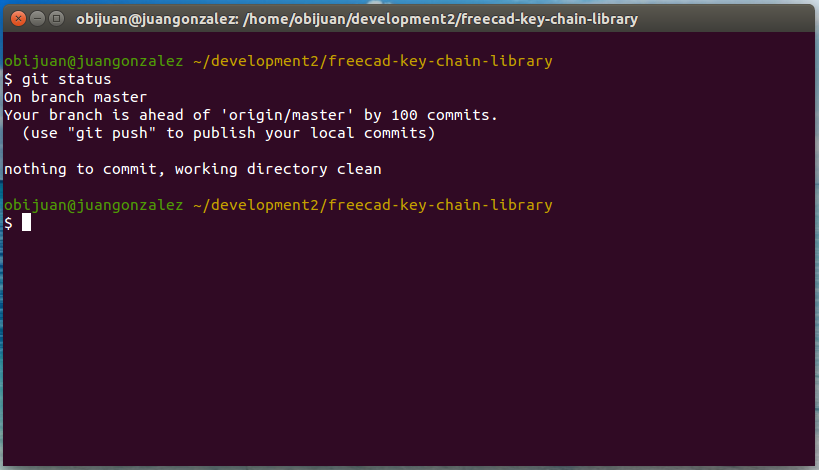 obijuan@juangonzalez: /home/obijuan/development2/freecad-key-chain-library
obijuan@juangonzalez ~/development2/freecad-key-chain-library
$ git status
On branch master
Your branch is ahead of 'origin/master' by 100 commits.
  (use "git push" to publish your local commits)
nothing to commit, working directory clean
obijuan@juangonzalez ~/development2/freecad-key-chain-library
$